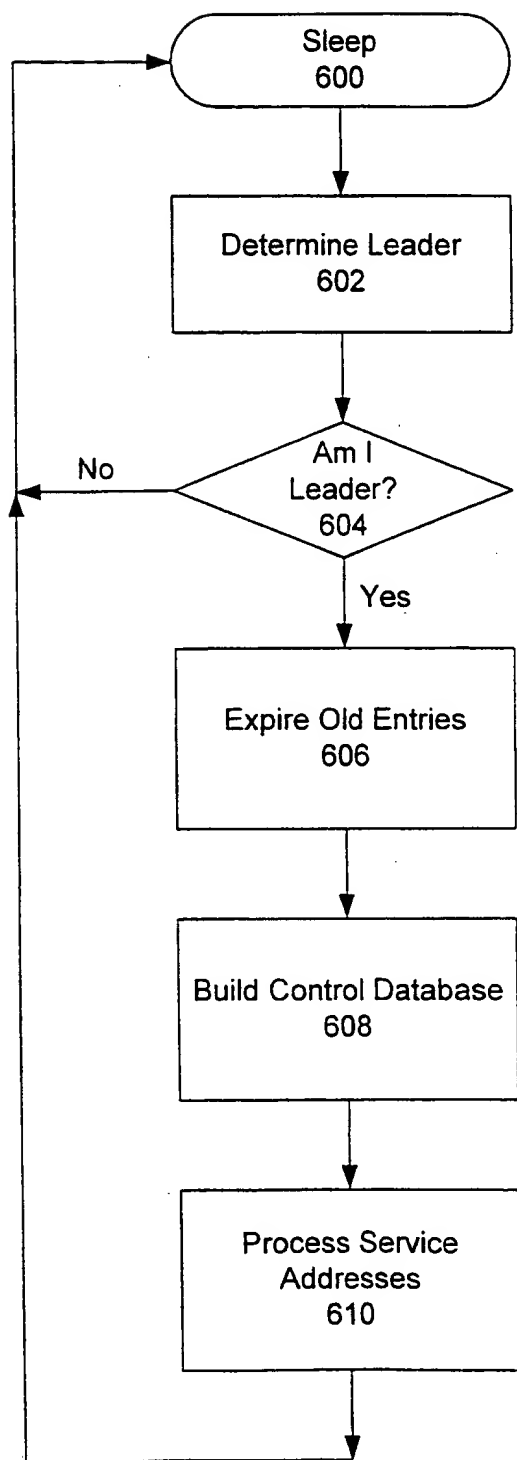 Sleep
600
Determine Leader
602
Am I
Leader?
604
No
Yes
Expire Old Entries
606
Build Control Database
608
Process Service
Addresses
610